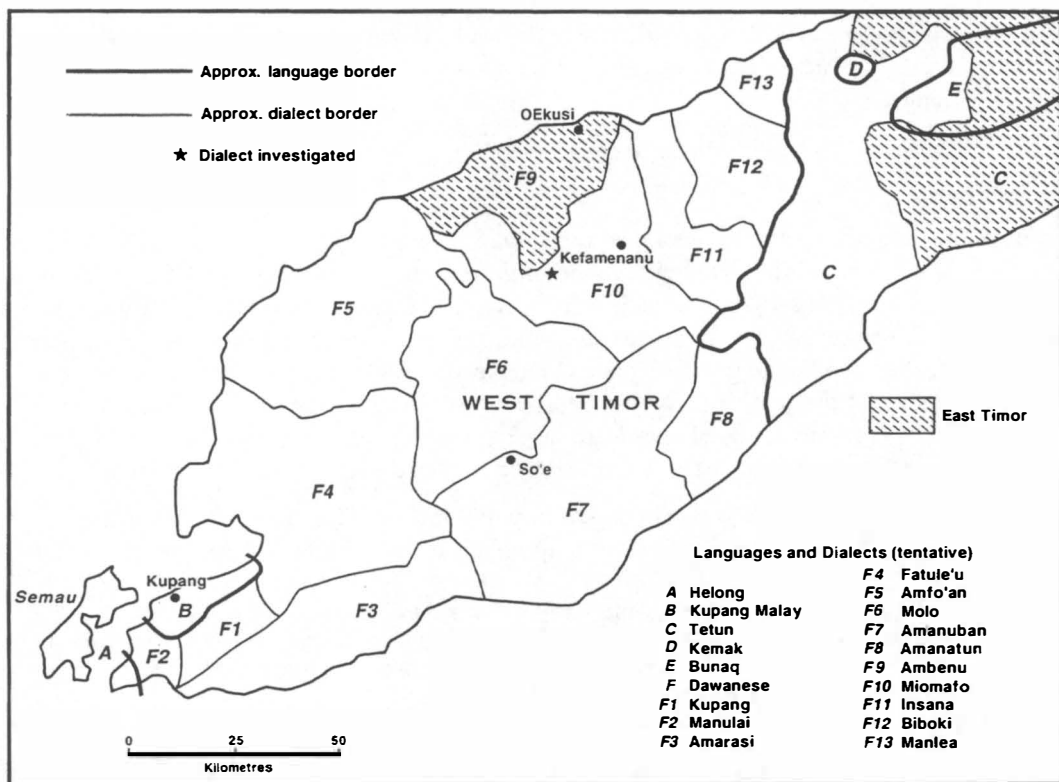 Approx. language border
Approx. dialect border
★ Dialect investigated
OEkusi
F13
D
E
F9
F12
C
Kefamenanu
F11
C
F10
F5
F6
WEST TIMOR
F8
East Timor
So'e
F4
F7
Semau
Kupang
B
F3
F1
A
F2
0 25 50
Kilometres
Languages and Dialects (tentative)
A Helong
B Kupang Malay
C Tetun
D Kemak
E Bunaq
F Dawanese
F1 Kupang
F2 Manulai
F3 Amarasi
F4 Fatule'u
F5 Amfo'an
F6 Molo
F7 Amanuban
F8 Amanatun
F9 Ambenu
F10 Miomafo
F11 Insana
F12 Biboki
F13 Manlea